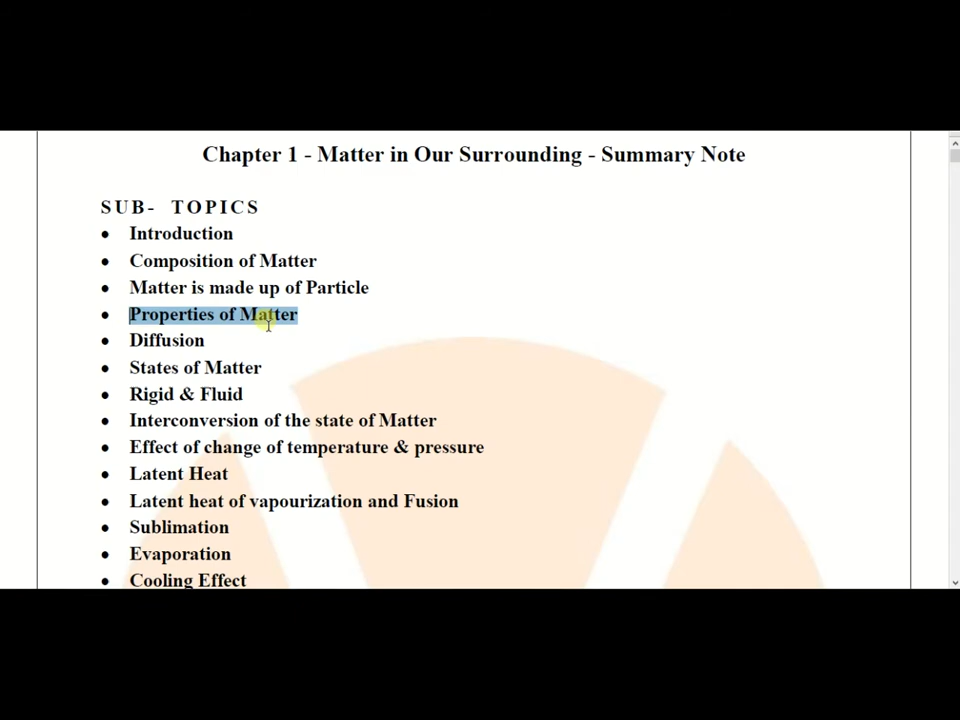 Chapter 1 - Matter in Our Surrounding - Summary Note
SUB- TOPICS
• Introduction
• Composition of Matter
• Matter is made up of Particle
• Properties of Matter
• Diffusion
• States of Matter
• Rigid & Fluid
• Interconversion of the state of Matter
• Effect of change of temperature & pressure
• Latent Heat
• Latent heat of vapourization and Fusion
• Sublimation
• Evaporation
• Cooling Effect